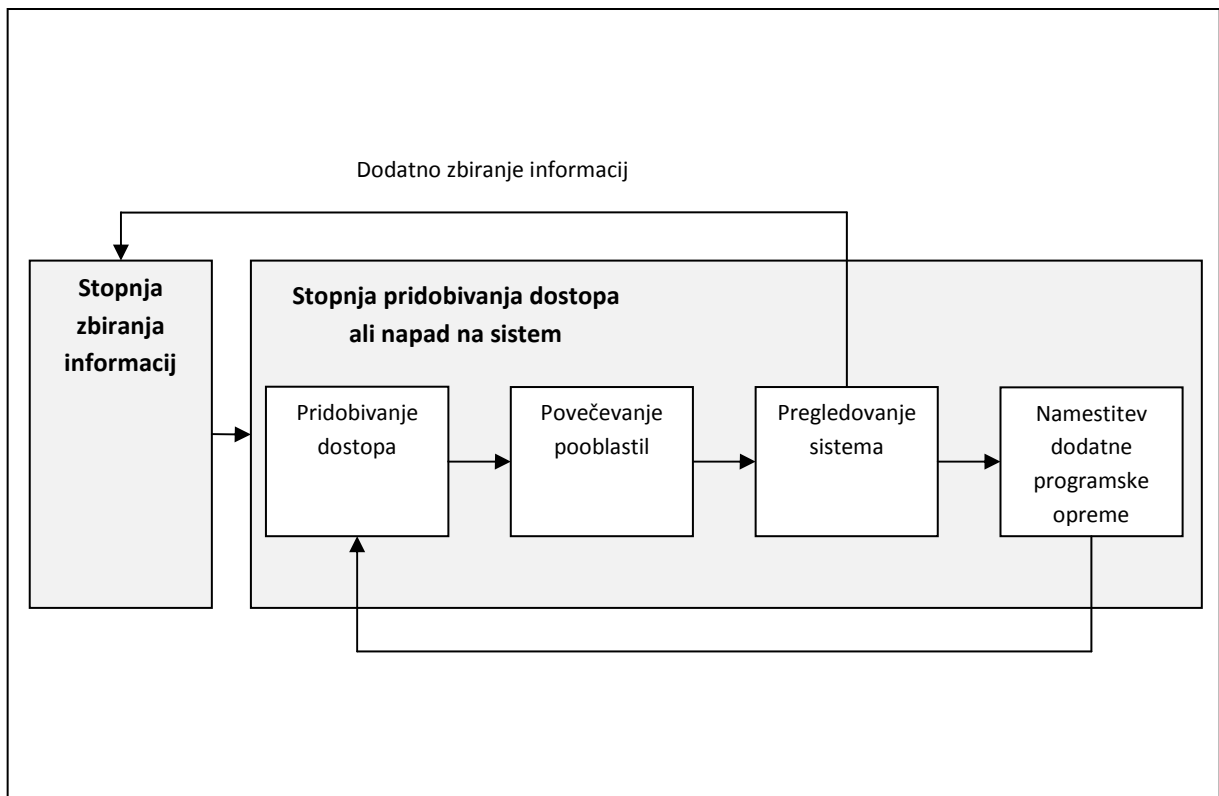 Dodatno zbiranje informacij
Stopnja
zbiranja
informacij
Stopnja pridobivanja dostopa
ali napad na sistem
Pridobivanje
dostopa
Povečevanje
pooblastil
Pregledovanje
sistema
Namestitev
dodatne
programske
opreme